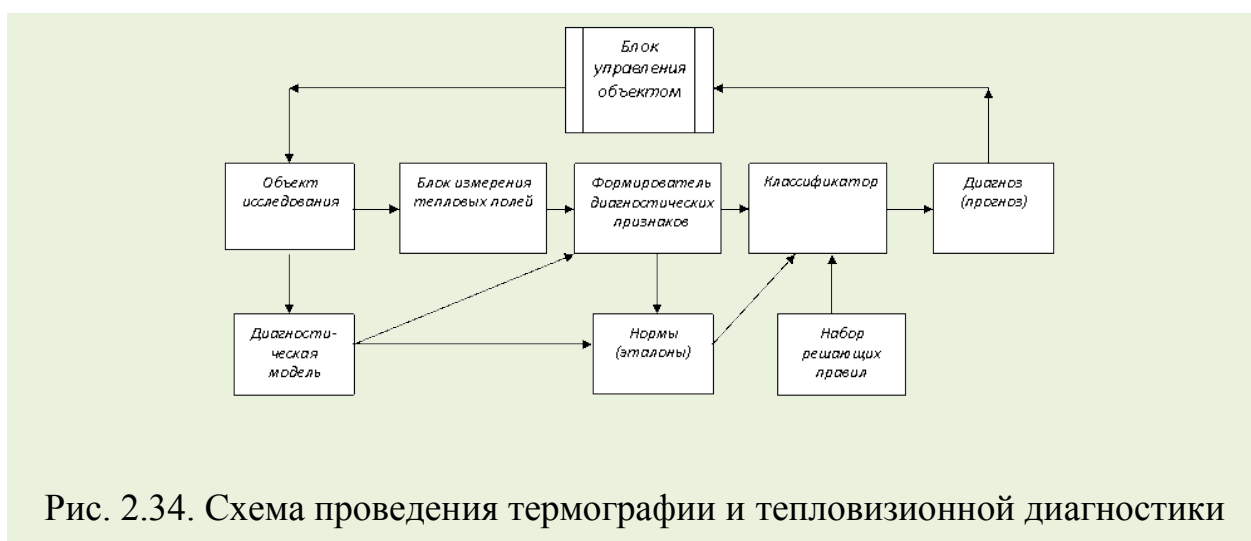 Блок
управления
объектом
Объект
исследования
Блок измерения
тепловых полей
Формирователь
диагностических
признаков
Классификатор
Диагноз
(прогноз)
Диагности-
ческая
модель
Нормы
(эталоны)
Набор
решающих
правил
Рис. 2.34. Схема проведения термографии и тепловизионной диагностики